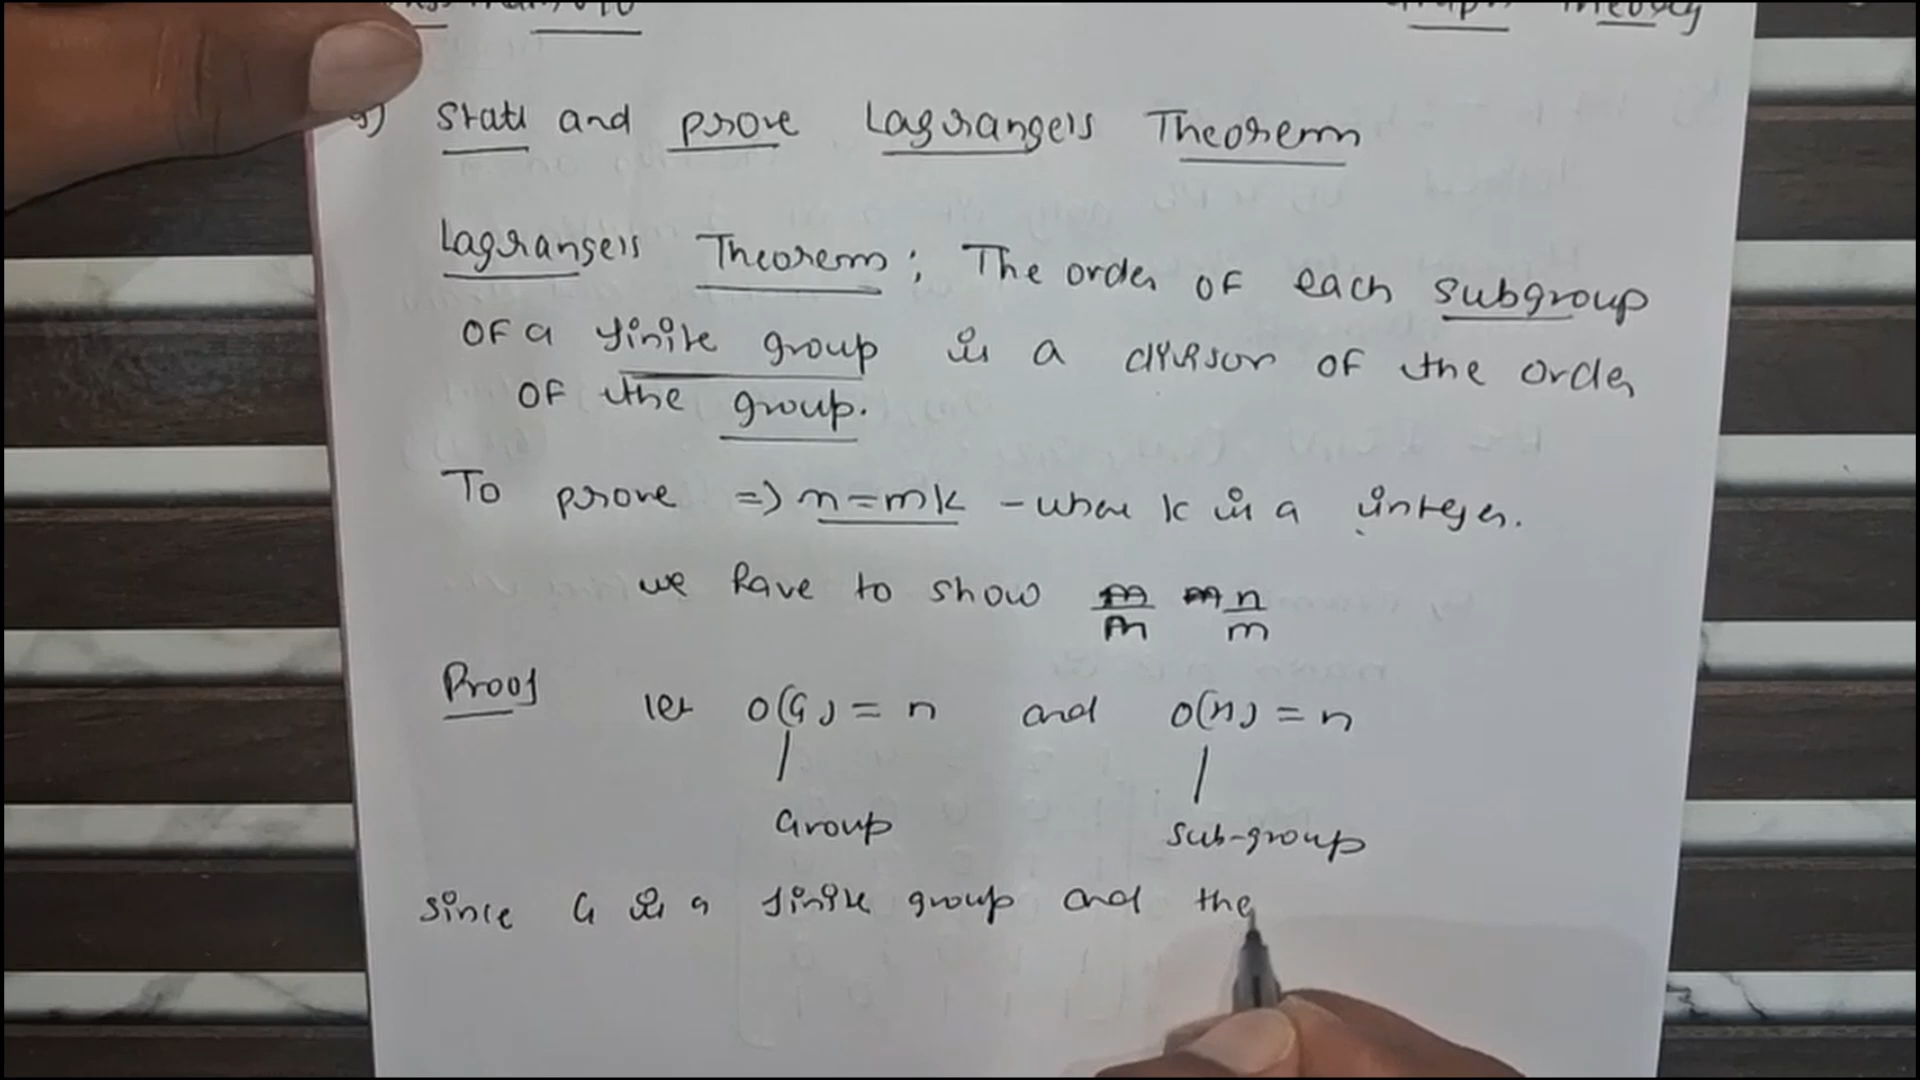 Theory
State and prove Lagrange's Theorem
Lagrange's Theorem : The order of each subgroup
of a finite group is a divisor of the order
of the group.
To prove => n=mk - where k is a integer.
we have to show n/m
Proof let O(G) = n and O(H) = n
Group Sub-group
since G is a finite group and the